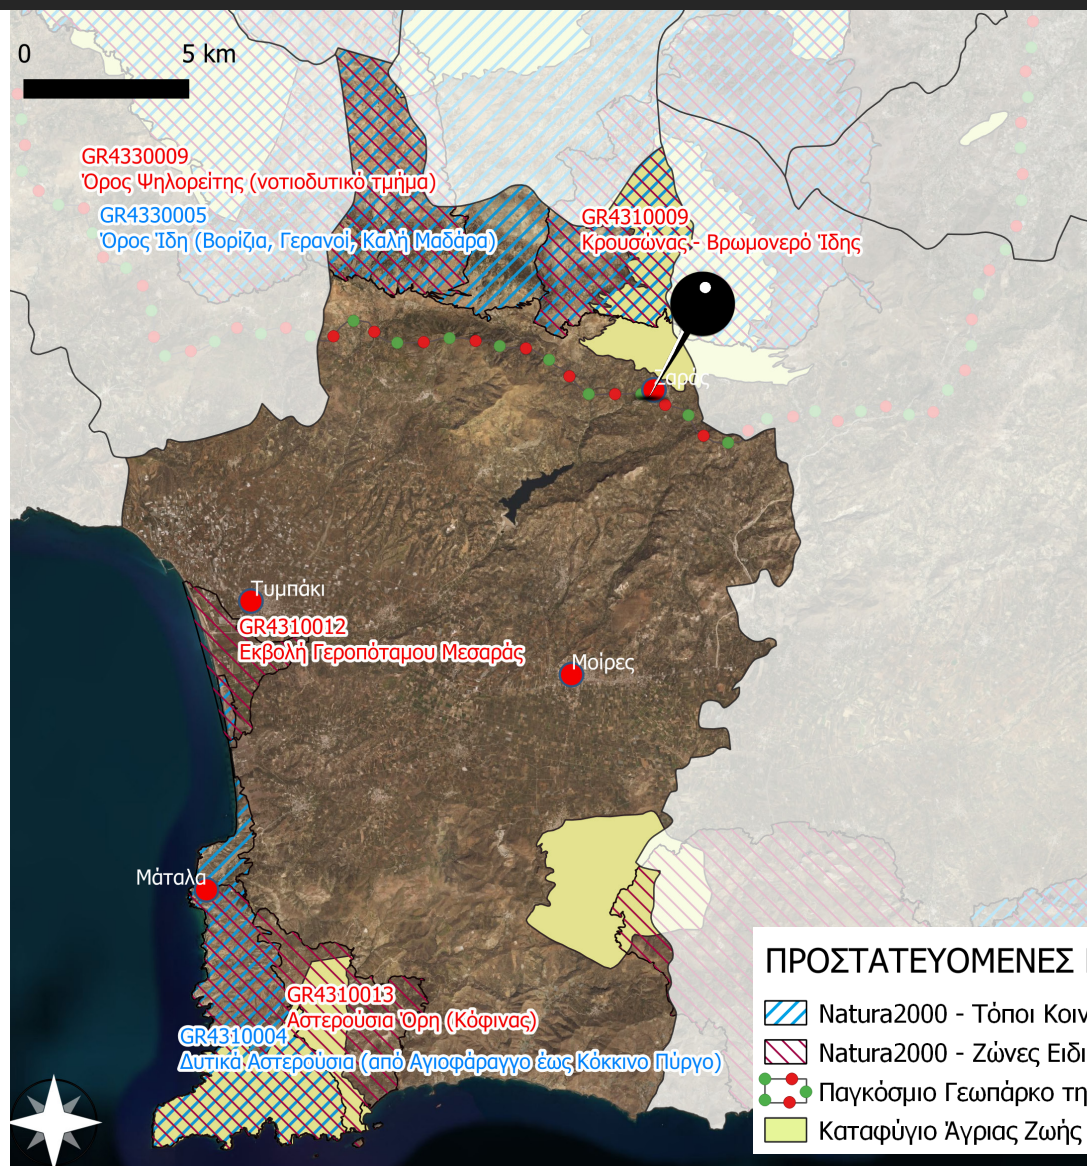 0 5 km
GR4330009
Όρος Ψηλορείτης (νοτιοδυτικό τμήμα)
GR4330005
Όρος Ίδη (Βορίζια, Γερανοί, Καλή Μαδάρα)
GR4310009
Κρουσώνας - Βρωμονερό Ίδης
Ζαρός
Τυμπάκι
GR4310012
Εκβολή Γεροπόταμου Μεσαράς
Μοίρες
Μάταλα
GR4310013
Αστερούσια Όρη (Κόφινας)
GR4310004
Δυτικά Αστερούσια (από Αγιοφάραγγο έως Κόκκινο Πύργο)
ΠΡΟΣΤΑΤΕΥΟΜΕΝΕΣ
Natura2000 - Τόποι Κοιν
Natura2000 - Ζώνες Ειδι
Παγκόσμιο Γεωπάρκο τη
Καταφύγιο Άγριας Ζωής